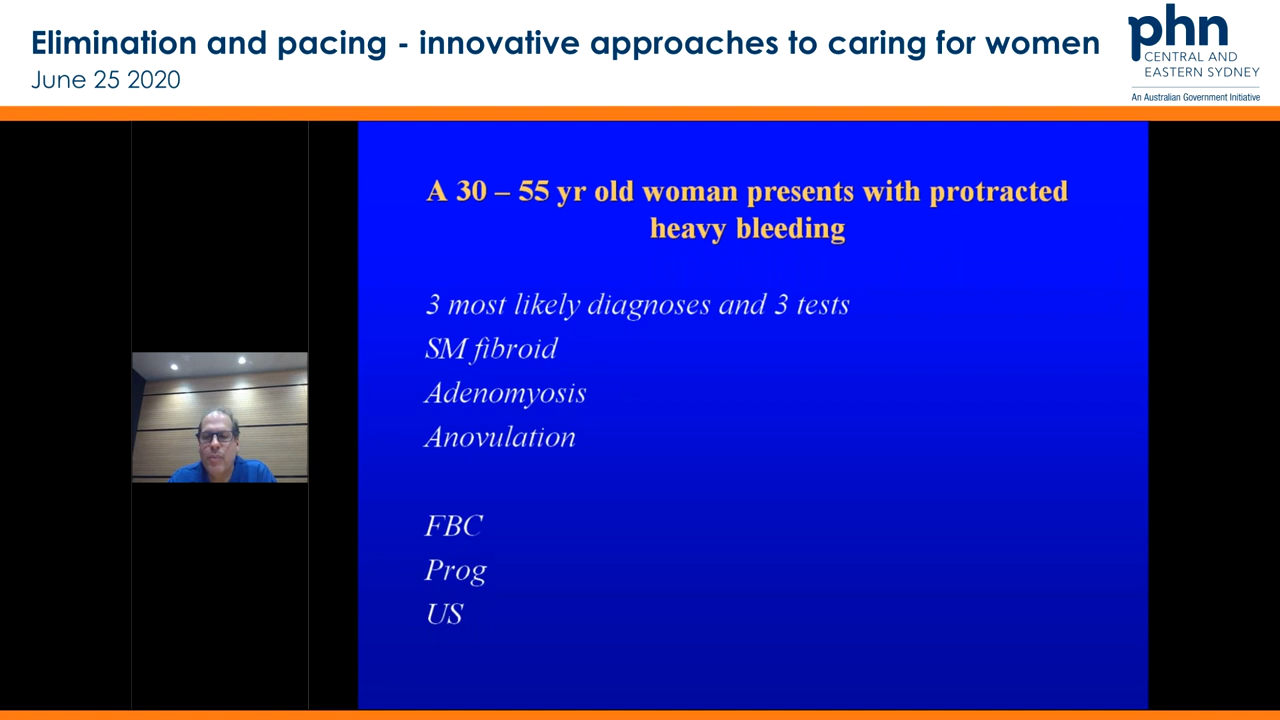 Elimination and pacing - innovative approaches to caring for women
June 25 2020
phn
CENTRAL AND
EASTERN SYDNEY
An Australian Government Initiative
A 30 – 55 yr old woman presents with protracted
heavy bleeding
3 most likely diagnoses and 3 tests
SM fibroid
Adenomyosis
Anovulation
FBC
Prog
US